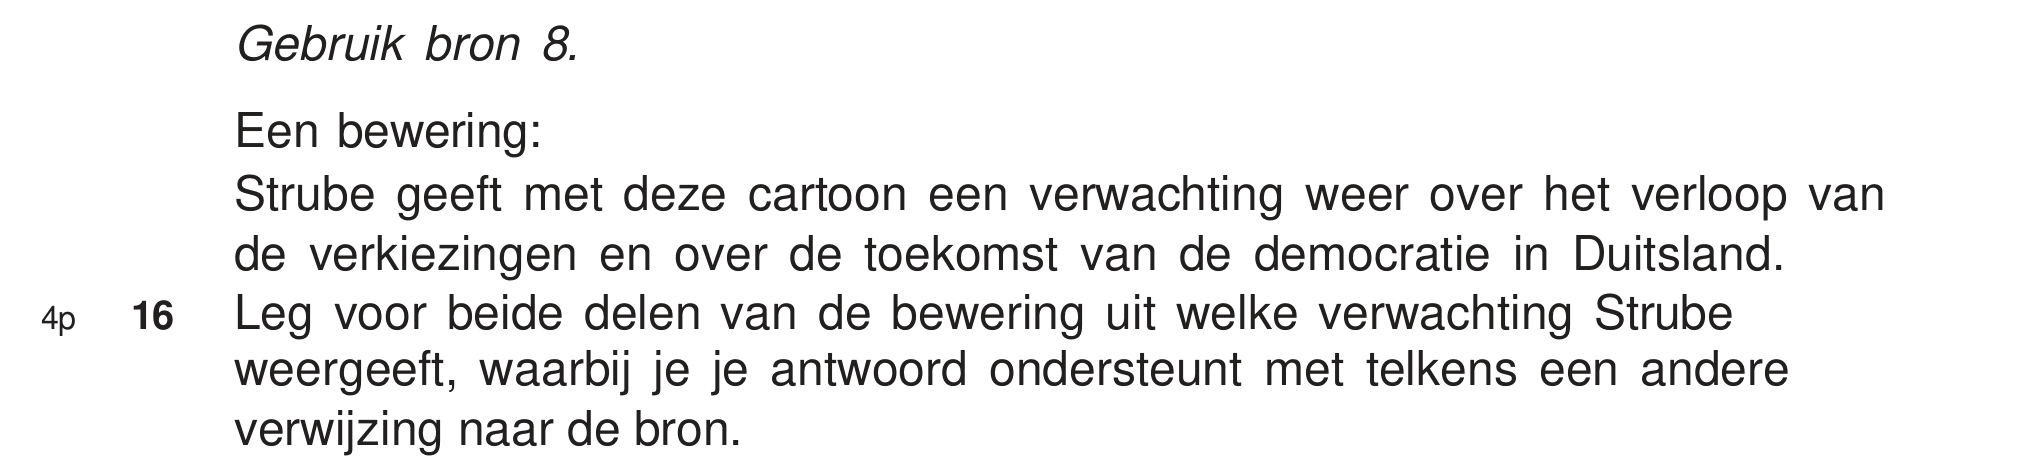 Gebruik bron 8.
Een bewering:
Strube geeft met deze cartoon een verwachting weer over het verloop van
de verkiezingen en over de toekomst van de democratie in Duitsland.
4p 16 Leg voor beide delen van de bewering uit welke verwachting Strube
weergeeft, waarbij je je antwoord ondersteunt met telkens een andere
verwijzing naar de bron.